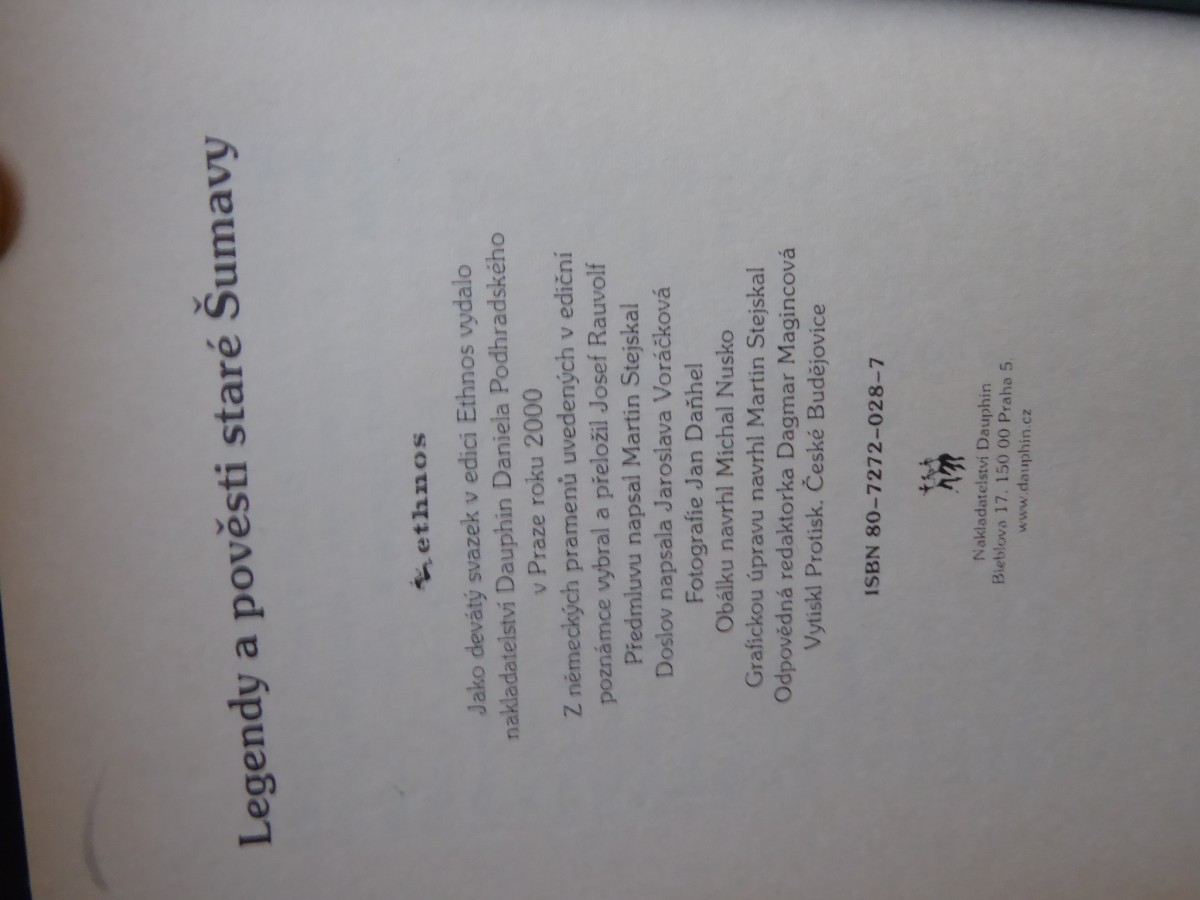 Legendy a pověsti staré Šumavy
ethnos
Jako devátý svazek v edici Ethnos vydalo
nakladatelství Dauphin Daniela Podhradského
v Praze roku 2000
Z německých pramenů uvedených v ediční
poznámce vybral a přeložil Josef Rauvolf
Předmluvu napsal Martin Stejskal
Doslov napsala Jaroslava Voráčková
Fotografie Jan Daňhel
Obálku navrhl Michal Nusko
Grafickou úpravu navrhl Martin Stejskal
Odpovědná redaktorka Dagmar Magincová
Vytiskl Protisk, České Budějovice
ISBN 80-7272-028-7
Nakladatelství Dauphin
Bieblova 17, 150 00 Praha 5
www.dauphin.cz